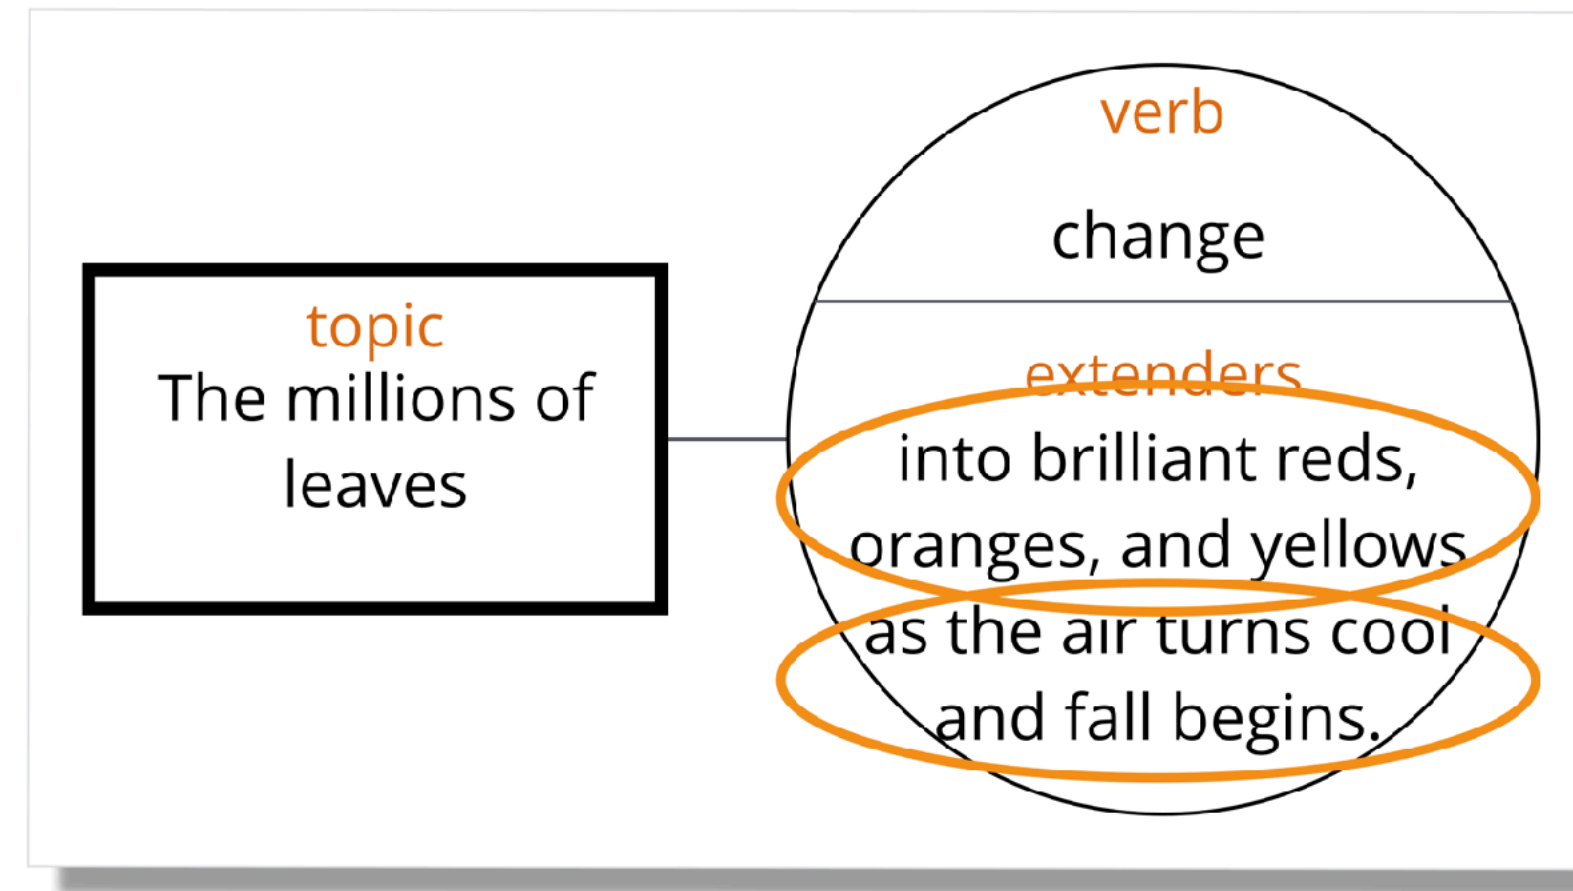 topic
The millions of
leaves
verb
change
extenders
into brilliant reds,
oranges, and yellows
as the air turns cool
and fall begins.